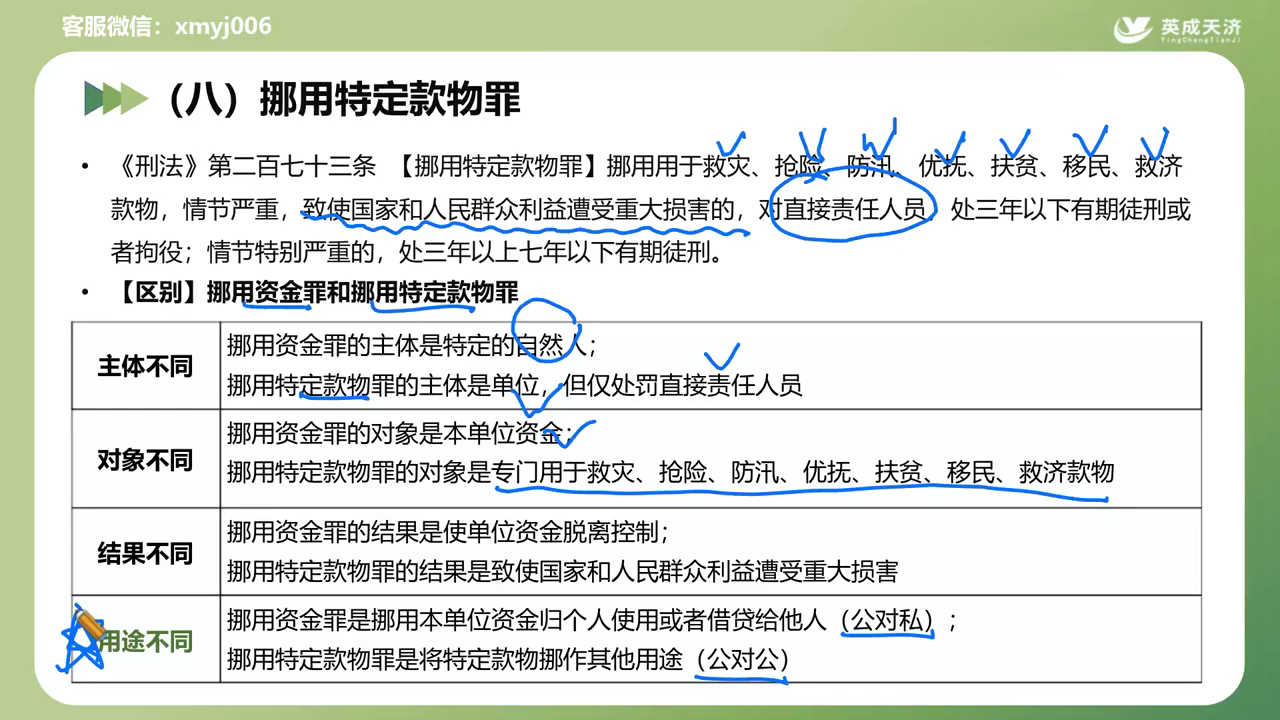 客服微信：xmyj006
英成天济
YingChengTianJi
（八）挪用特定款物罪
• 《刑法》第二百七十三条 【挪用特定款物罪】挪用用于救灾、抢险、防汛、优抚、扶贫、移民、救济
款物，情节严重，致使国家和人民群众利益遭受重大损害的，对直接责任人员，处三年以下有期徒刑或
者拘役；情节特别严重的，处三年以上七年以下有期徒刑。
• 【区别】挪用资金罪和挪用特定款物罪
主体不同
挪用资金罪的主体是特定的自然人；
挪用特定款物罪的主体是单位，但仅处罚直接责任人员
对象不同
挪用资金罪的对象是本单位资金；
挪用特定款物罪的对象是专门用于救灾、抢险、防汛、优抚、扶贫、移民、救济款物
结果不同
挪用资金罪的结果是使单位资金脱离控制；
挪用特定款物罪的结果是致使国家和人民群众利益遭受重大损害
用途不同
挪用资金罪是挪用本单位资金归个人使用或者借贷给他人（公对私）；
挪用特定款物罪是将特定款物挪作其他用途（公对公）